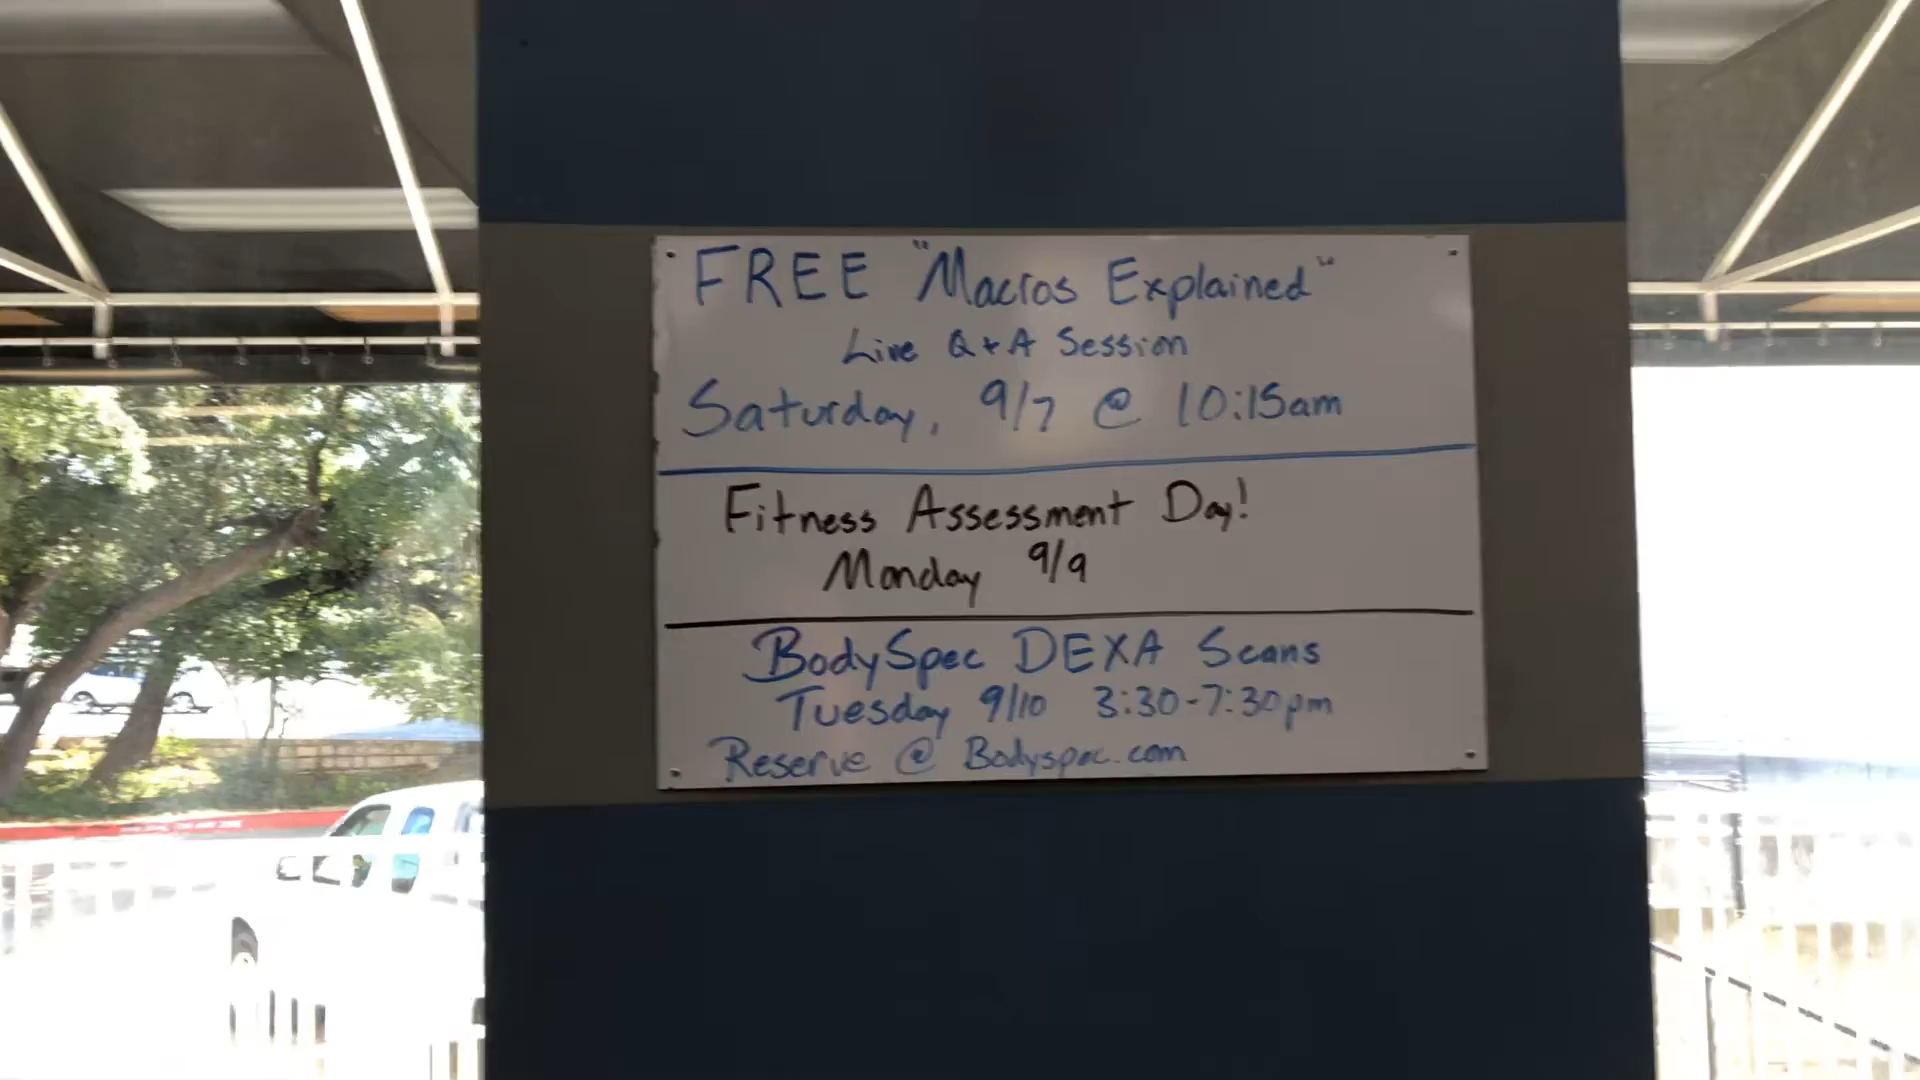 FREE "Macros Explained"
Live Q+A Session
Saturday, 9/7 @ 10:15am
Fitness Assessment Day!
Monday 9/9
BodySpec DEXA Scans
Tuesday 9/10 3:30-7:30pm
Reserve @ Bodyspec.com